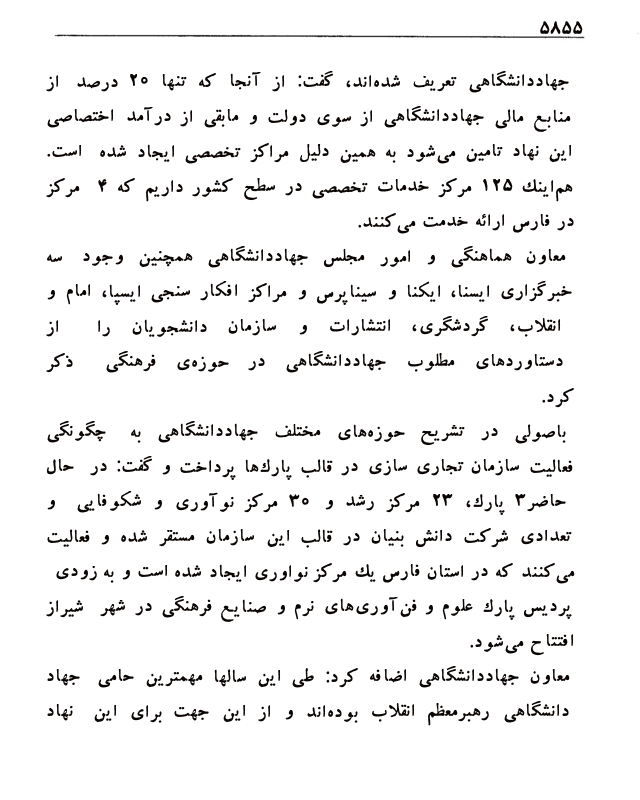 ۵۸۵۵
جهاددانشگاهی تعریف شده‌اند، گفت: از آنجا که تنها ۲۵ درصد از
منابع مالی جهاددانشگاهی از سوی دولت و مابقی از درآمد اختصاصی
این نهاد تامین می‌شود به همین دلیل مراکز تخصصی ایجاد شده است.
هم‌اینك ۱۲۵ مرکز خدمات تخصصی در سطح کشور داریم که ۴ مرکز
در فارس ارائه خدمت می‌کنند.
معاون هماهنگی و امور مجلس جهاددانشگاهی همچنین وجود سه
خبرگزاری ایسنا، ایکنا و سیناپرس و مراکز افکار سنجی ایسپا، امام و
انقلاب، گردشگری، انتشارات و سازمان دانشجویان را از
دستاوردهای مطلوب جهاددانشگاهی در حوزه‌ی فرهنگی ذکر
کرد.
باصولی در تشریح حوزه‌های مختلف جهاددانشگاهی به چگونگی
فعالیت سازمان تجاری سازی در قالب پارك‌ها پرداخت و گفت: در حال
حاضر۳ پارك، ۲۳ مرکز رشد و ۳۰ مرکز نوآوری و شکوفایی و
تعدادی شرکت دانش بنیان در قالب این سازمان مستقر شده و فعالیت
می‌کنند که در استان فارس یك مرکز نواوری ایجاد شده است و به زودی
پردیس پارك علوم و فن‌آوری‌های نرم و صنایع فرهنگی در شهر شیراز
افتتاح می‌شود.
معاون جهاددانشگاهی اضافه کرد: طی این سالها مهمترین حامی جهاد
دانشگاهی رهبرمعظم انقلاب بوده‌اند و از این جهت برای این نهاد